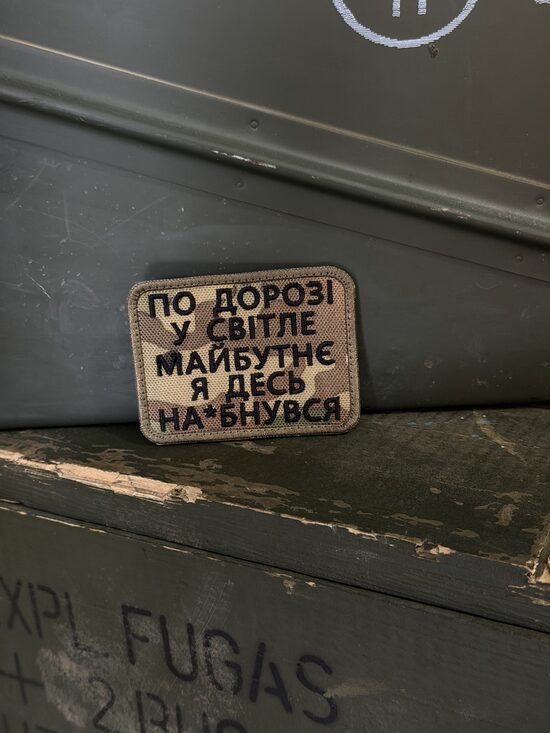 ПО ДОРОЗІ
У СВІТЛЕ
МАЙБУТНЄ
Я ДЕСЬ
НА*БНУВСЯ
XPL.FUGAS